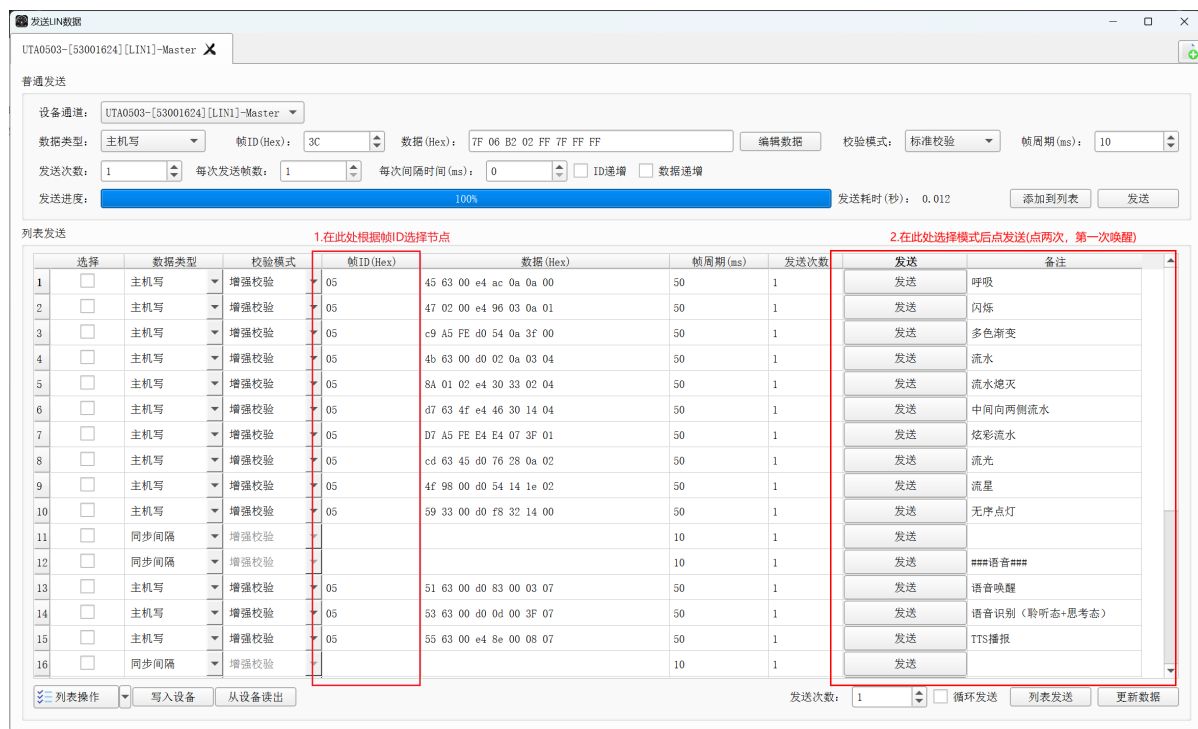 发送LIN数据
UTA0503-[53001624][LIN1]-Master
普通发送
设备通道： UTA0503-[53001624][LIN1]-Master
数据类型： 主机写 帧ID(Hex)： 3C 数据(Hex)： 7F 06 B2 02 FF 7F FF FF 编辑数据 校验模式： 标准校验 帧周期(ms)： 10
发送次数： 1 每次发送帧数： 1 每次间隔时间(ms)： 0 ID递增 数据递增
发送进度： 100% 发送耗时(秒)： 0.012 添加到列表 发送
列表发送 1.在此处根据帧ID选择节点 2.在此处选择模式后点发送(点两次，第一次唤醒)
选择 数据类型 校验模式 帧ID(Hex) 数据(Hex) 帧周期(ms) 发送次数 发送 备注
1 主机写 增强校验 05 45 63 00 e4 ac 0a 0a 00 50 1 发送 呼吸
2 主机写 增强校验 05 47 02 00 e4 96 03 0a 01 50 1 发送 闪烁
3 主机写 增强校验 05 c9 A5 FE d0 54 0a 3f 00 50 1 发送 多色渐变
4 主机写 增强校验 05 4b 63 00 d0 02 0a 03 04 50 1 发送 流水
5 主机写 增强校验 05 8A 01 02 e4 30 33 02 04 50 1 发送 流水熄灭
6 主机写 增强校验 05 d7 63 4f e4 46 30 14 04 50 1 发送 中间向两侧流水
7 主机写 增强校验 05 D7 A5 FE E4 E4 07 3F 01 50 1 发送 炫彩流水
8 主机写 增强校验 05 cd 63 45 d0 76 28 0a 02 50 1 发送 流光
9 主机写 增强校验 05 4f 98 00 d0 54 14 1e 02 50 1 发送 流星
10 主机写 增强校验 05 59 33 00 d0 f8 32 14 00 50 1 发送 无序点灯
11 同步间隔 增强校验 10 1 发送
12 同步间隔 增强校验 10 1 发送 ###语音###
13 主机写 增强校验 05 51 63 00 d0 83 00 03 07 50 1 发送 语音唤醒
14 主机写 增强校验 05 53 63 00 d0 0d 00 3F 07 50 1 发送 语音识别（聆听态+思考态）
15 主机写 增强校验 05 55 63 00 e4 8e 00 08 07 50 1 发送 TTS播报
16 同步间隔 增强校验 10 1 发送
列表操作 写入设备 从设备读出 发送次数： 1 循环发送 列表发送 更新数据